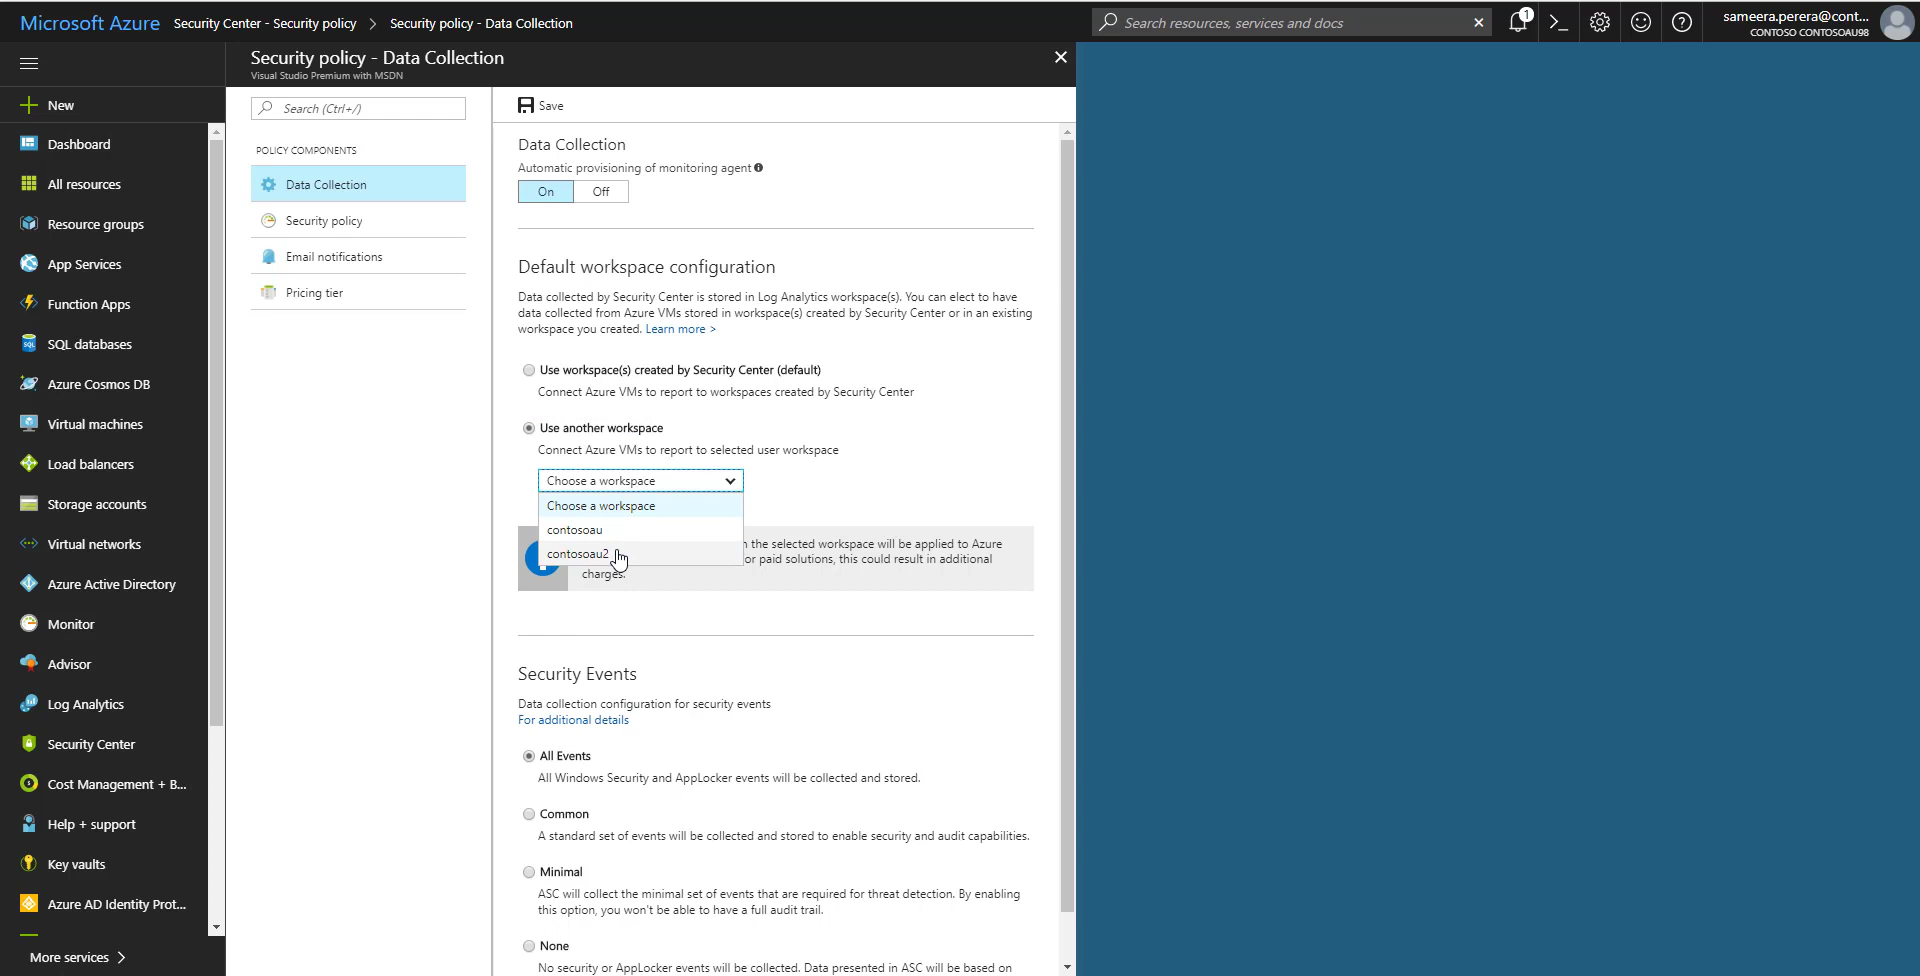 Microsoft Azure
Security Center - Security policy
Security policy - Data Collection
Search resources, services and docs
1
sameera.perera@cont...
CONTOSO CONTOSOAU98
New
Dashboard
All resources
Resource groups
App Services
Function Apps
SQL databases
Azure Cosmos DB
Virtual machines
Load balancers
Storage accounts
Virtual networks
Azure Active Directory
Monitor
Advisor
Log Analytics
Security Center
Cost Management + B...
Help + support
Key vaults
Azure AD Identity Prot...
More services
Security policy - Data Collection
Visual Studio Premium with MSDN
Search (Ctrl+/)
POLICY COMPONENTS
Data Collection
Security policy
Email notifications
Pricing tier
Save
Data Collection
Automatic provisioning of monitoring agent
On Off
Default workspace configuration
Data collected by Security Center is stored in Log Analytics workspace(s). You can elect to have
data collected from Azure VMs stored in workspace(s) created by Security Center or in an existing
workspace you created. Learn more >
Use workspace(s) created by Security Center (default)
Connect Azure VMs to report to workspaces created by Security Center
Use another workspace
Connect Azure VMs to report to selected user workspace
Choose a workspace
Choose a workspace
contosoau
contosoau2
the selected workspace will be applied to Azure
or paid solutions, this could result in additional
charges.
Security Events
Data collection configuration for security events
For additional details
All Events
All Windows Security and AppLocker events will be collected and stored.
Common
A standard set of events will be collected and stored to enable security and audit capabilities.
Minimal
ASC will collect the minimal set of events that are required for threat detection. By enabling
this option, you won't be able to have a full audit trail.
None
No security or AppLocker events will be collected. Data presented in ASC will be based on